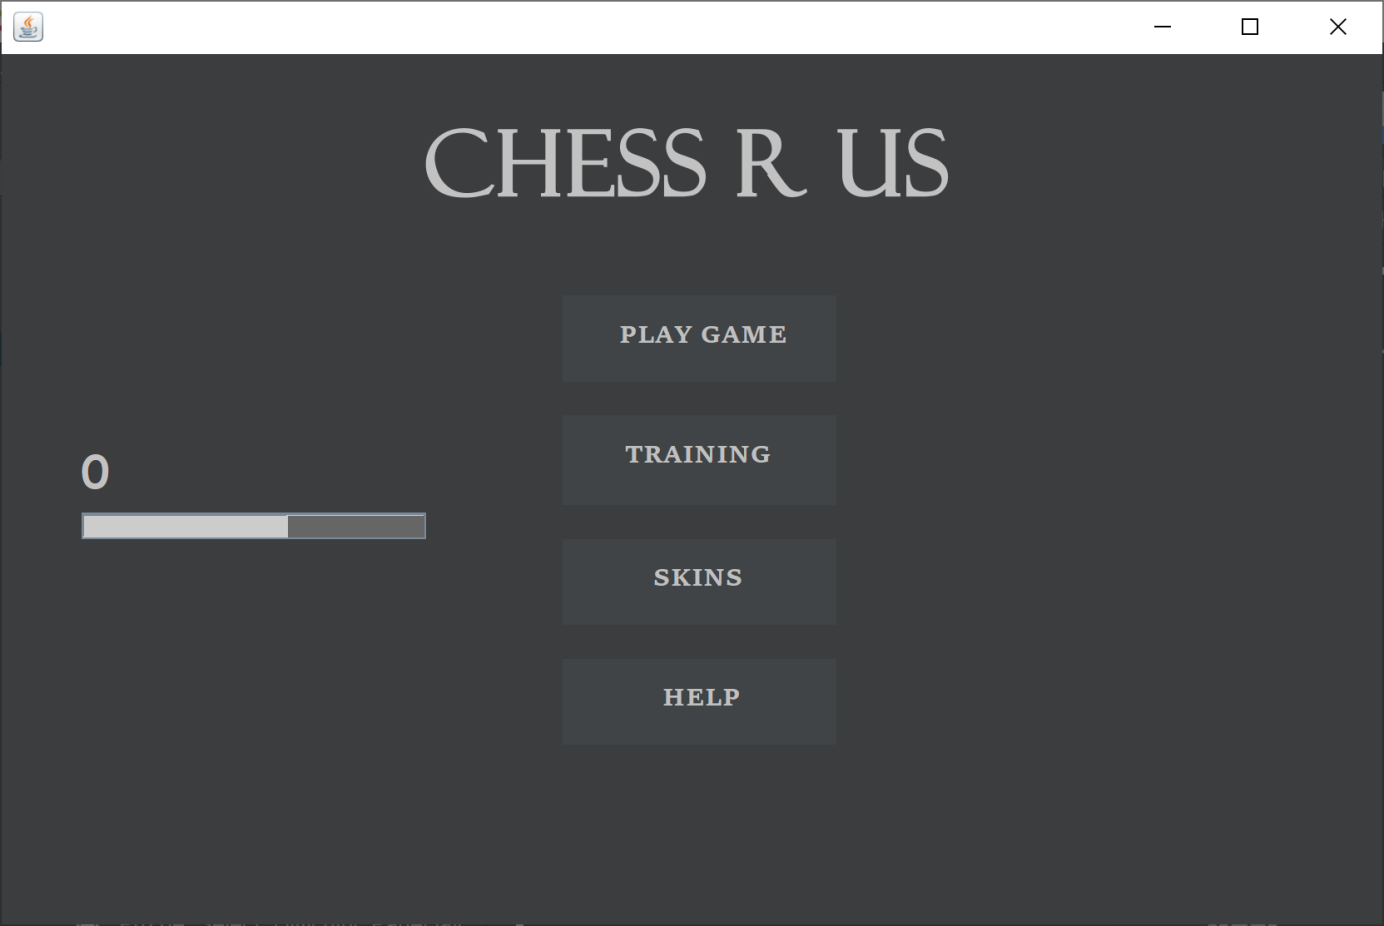 CHESS R US
PLAY GAME
TRAINING
0
SKINS
HELP